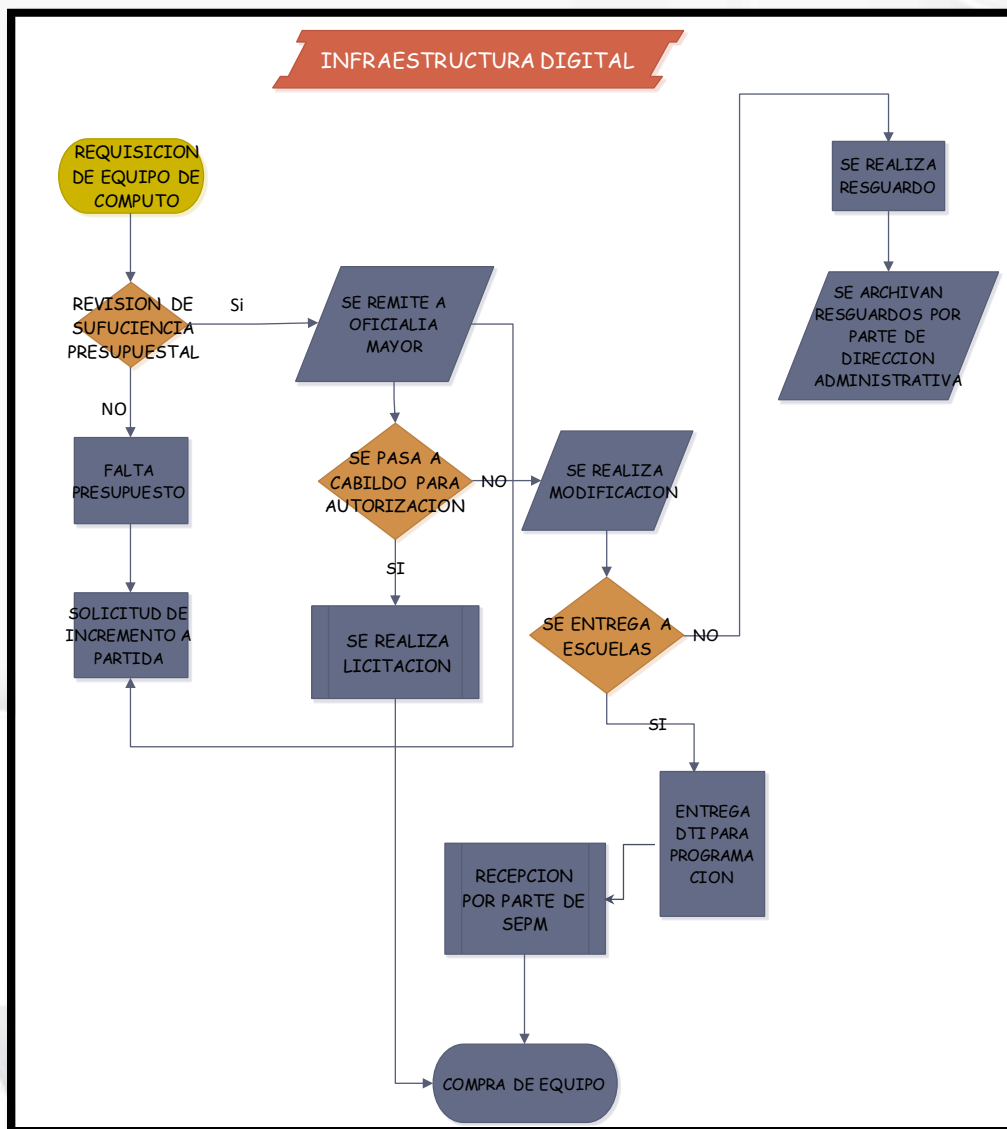 INFRAESTRUCTURA DIGITAL
REQUISICION
DE EQUIPO DE
COMPUTO
REVISION DE
SUFUCIENCIA
PRESUPUESTAL
Si
NO
FALTA
PRESUPUESTO
SOLICITUD DE
INCREMENTO A
PARTIDA
SE REMITE A
OFICIALIA
MAYOR
SE PASA A
CABILDO PARA
AUTORIZACION
NO
SI
SE REALIZA
LICITACION
SE REALIZA
MODIFICACION
SE ENTREGA A
ESCUELAS
NO
SI
SE REALIZA
RESGUARDO
SE ARCHIVAN
RESGUARDOS POR
PARTE DE
DIRECCION
ADMINISTRATIVA
ENTREGA
DTI PARA
PROGRAMA
CION
RECEPCION
POR PARTE DE
SEPM
COMPRA DE EQUIPO